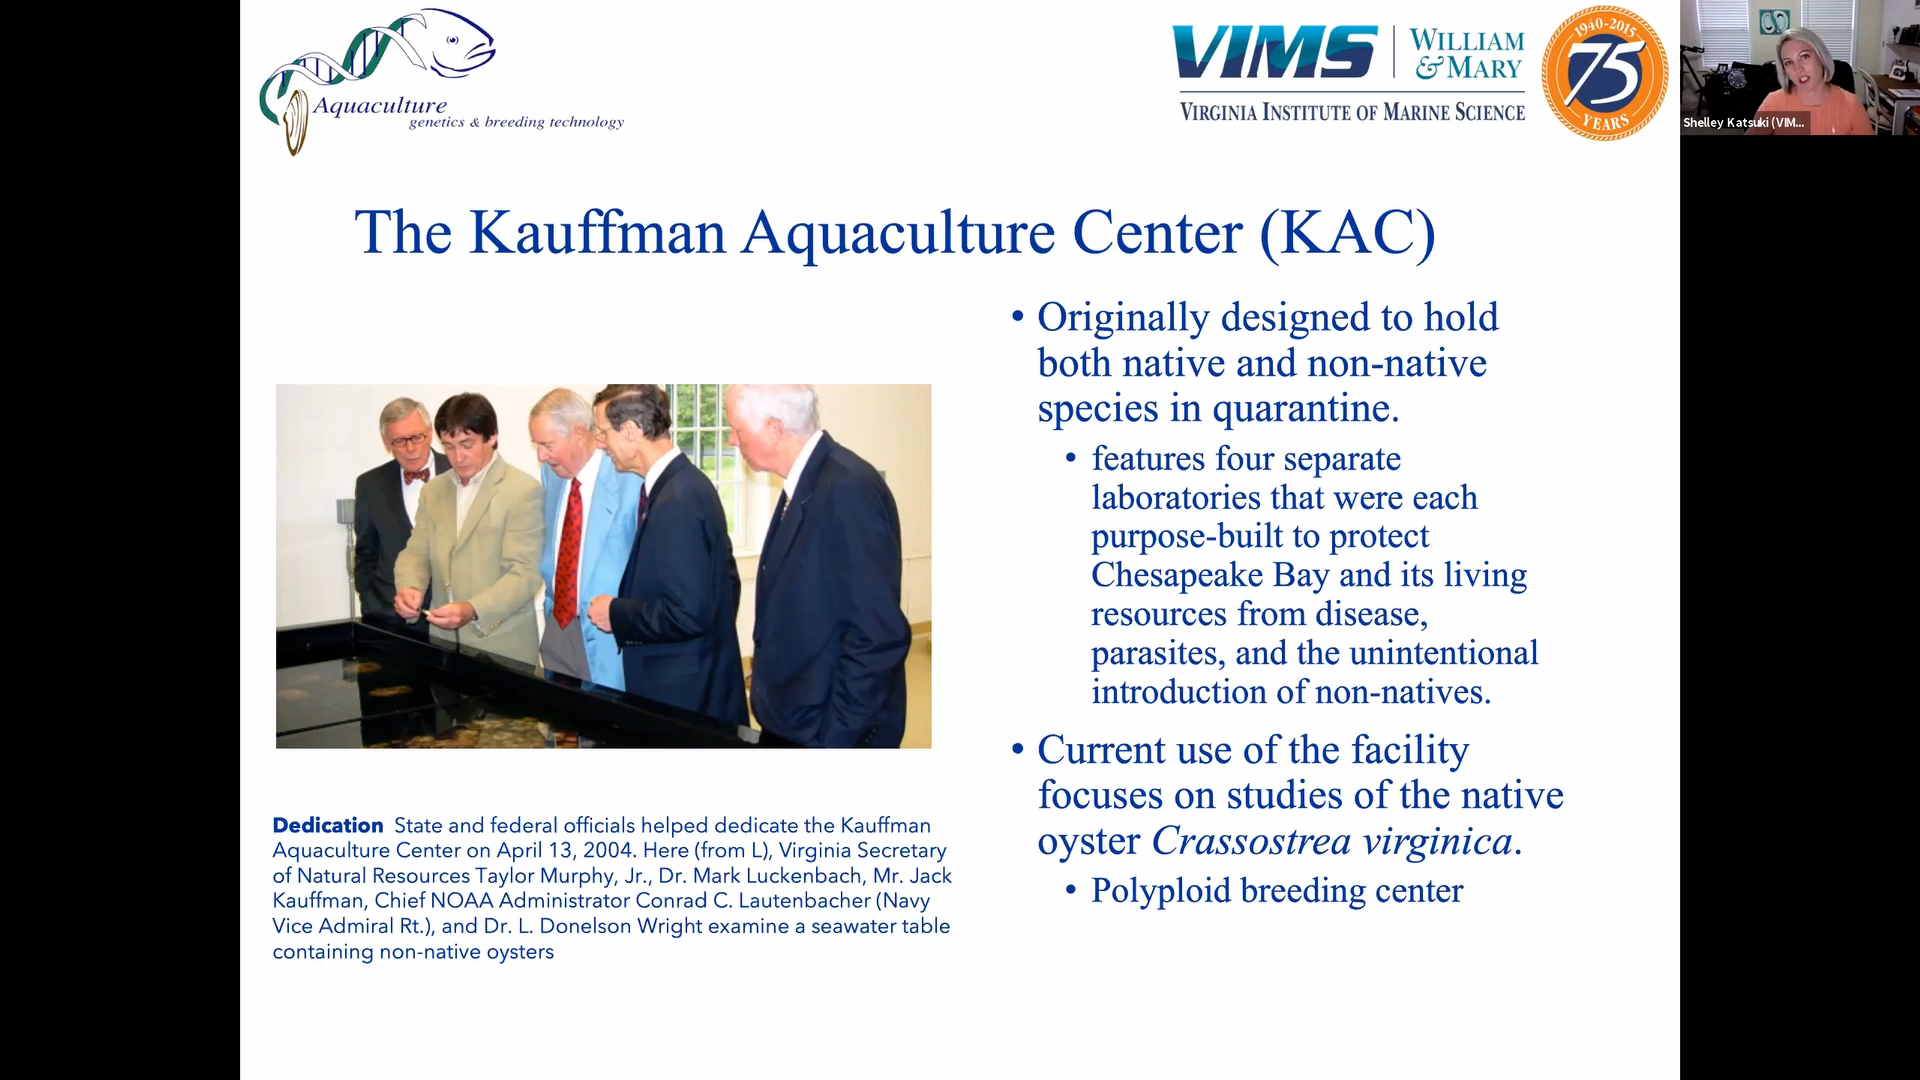 Aquaculture
genetics & breeding technology
VIMS
WILLIAM
& MARY
VIRGINIA INSTITUTE OF MARINE SCIENCE
1940-2015
75
YEARS
Shelley Katsuki (VIM...
The Kauffman Aquaculture Center (KAC)
• Originally designed to hold
both native and non-native
species in quarantine.
• features four separate
laboratories that were each
purpose-built to protect
Chesapeake Bay and its living
resources from disease,
parasites, and the unintentional
introduction of non-natives.
• Current use of the facility
focuses on studies of the native
oyster Crassostrea virginica.
• Polyploid breeding center
Dedication State and federal officials helped dedicate the Kauffman
Aquaculture Center on April 13, 2004. Here (from L), Virginia Secretary
of Natural Resources Taylor Murphy, Jr., Dr. Mark Luckenbach, Mr. Jack
Kauffman, Chief NOAA Administrator Conrad C. Lautenbacher (Navy
Vice Admiral Rt.), and Dr. L. Donelson Wright examine a seawater table
containing non-native oysters